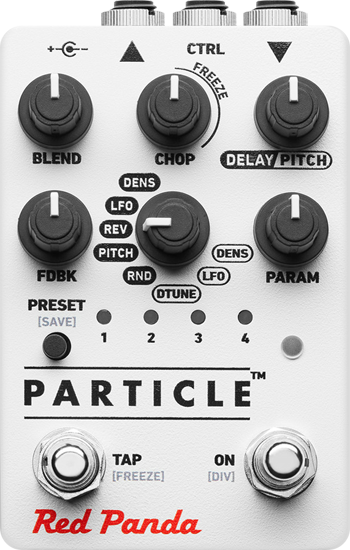 CTRL
FREEZE
BLEND
CHOP
DELAY/PITCH
DENS
LFO
REV
PITCH
RND
DTUNE
LFO
DENS
FDBK
PARAM
PRESET
[SAVE]
1 2 3 4
PARTICLE™
TAP
[FREEZE]
ON
[DIV]
Red Panda